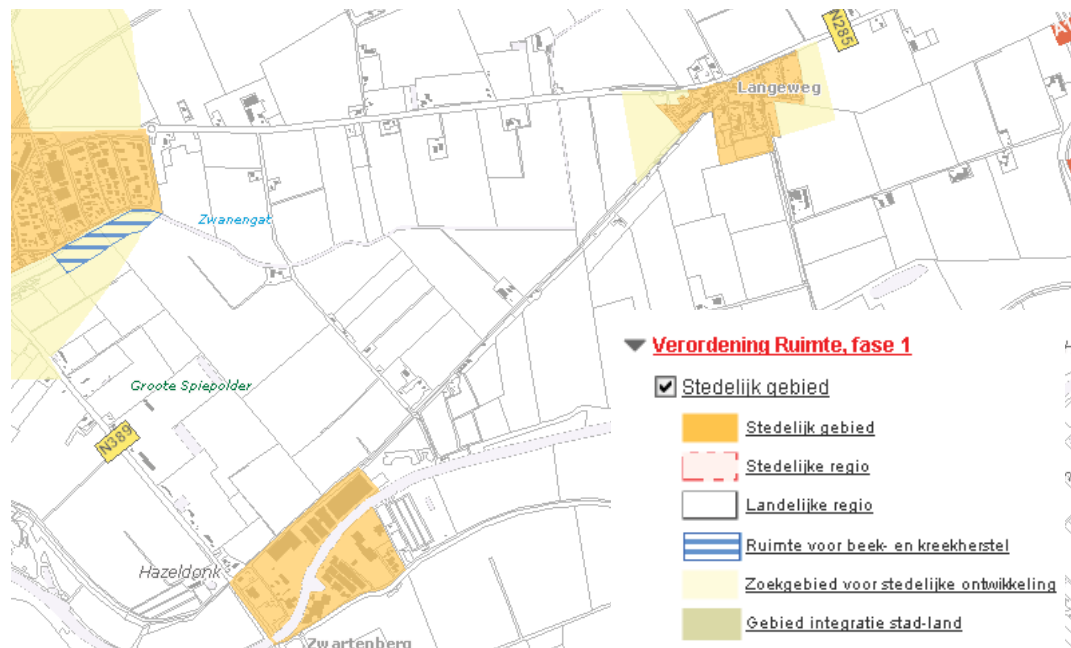 N285
A1
Langeweg
Zwanengat
Groote Spiepolder
N389
Hazeldonk
Zwartenberg
Verordening Ruimte, fase 1
Stedelijk gebied
Stedelijk gebied
Stedelijke regio
Landelijke regio
Ruimte voor beek- en kreekherstel
Zoekgebied voor stedelijke ontwikkeling
Gebied integratie stad-land